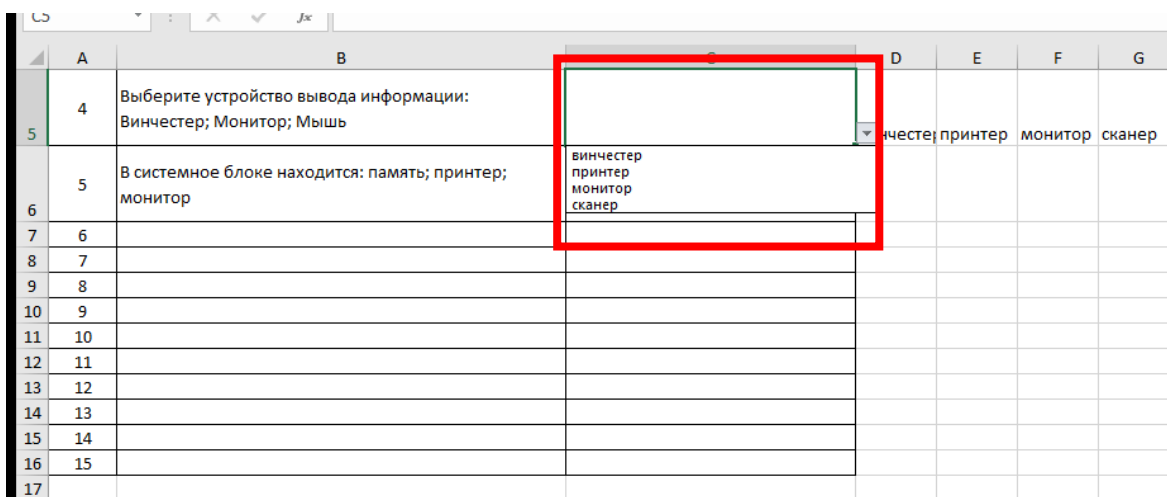 C5 fx
A B C D E F G
4 Выберите устройство вывода информации:
Винчестер; Монитор; Мышь
5 принтер монитор сканер
5 В системное блоке находится: память; принтер;
монитор
6
винчестер
принтер
монитор
сканер
7 6
8 7
9 8
10 9
11 10
12 11
13 12
14 13
15 14
16 15
17